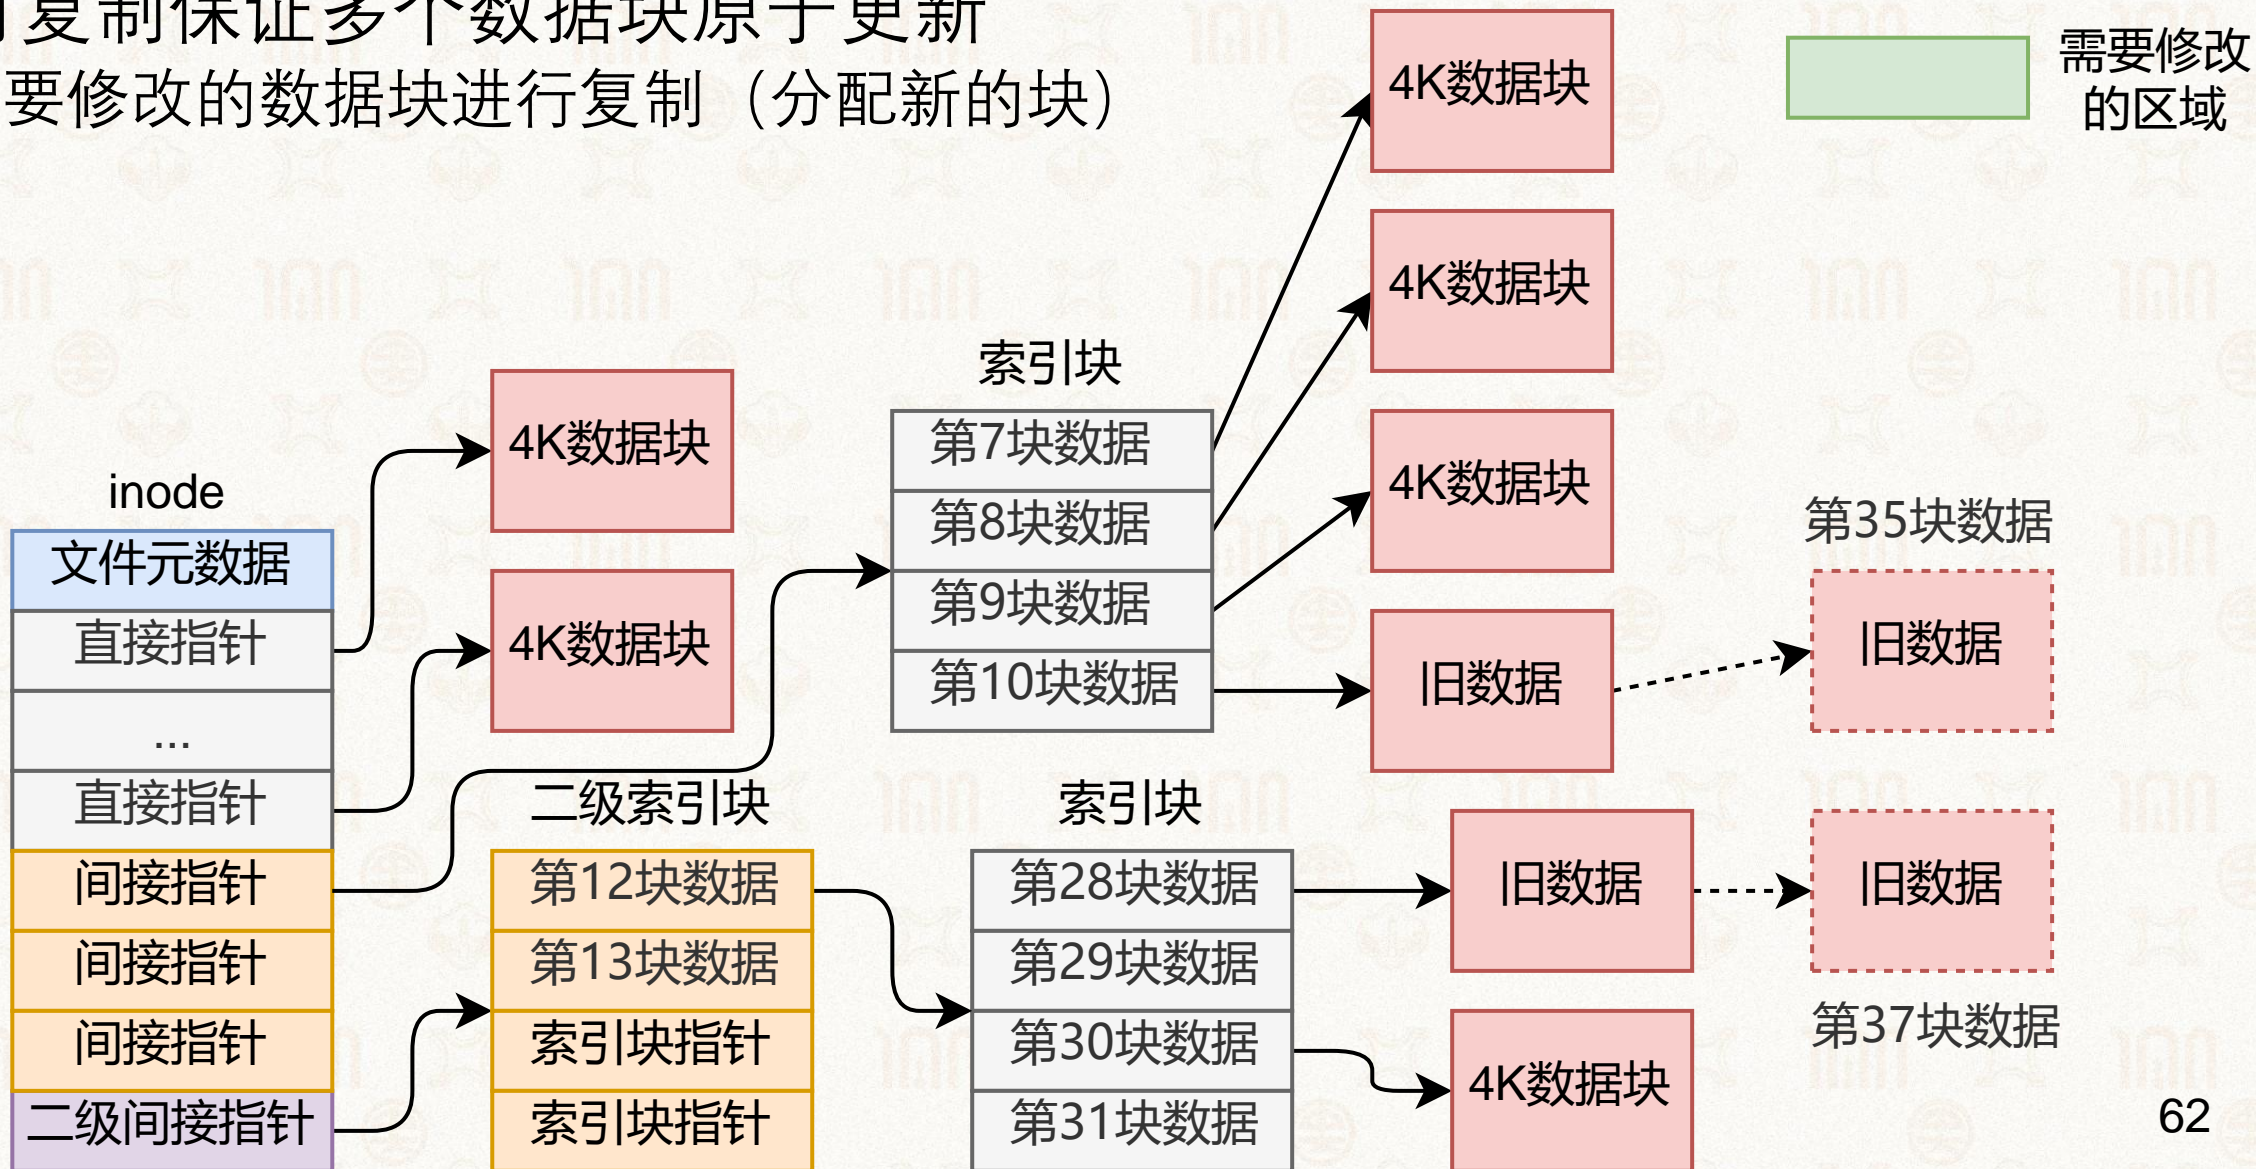 复制保证多个数据块原子更新
要修改的数据块进行复制（分配新的块）
需要修改
的区域
4K数据块
4K数据块
4K数据块
旧数据
第35块数据
旧数据
索引块
第7块数据
第8块数据
第9块数据
第10块数据
4K数据块
4K数据块
inode
文件元数据
直接指针
...
直接指针
间接指针
间接指针
间接指针
二级间接指针
二级索引块
第12块数据
第13块数据
索引块指针
索引块指针
索引块
第28块数据
第29块数据
第30块数据
第31块数据
旧数据
旧数据
第37块数据
4K数据块
62